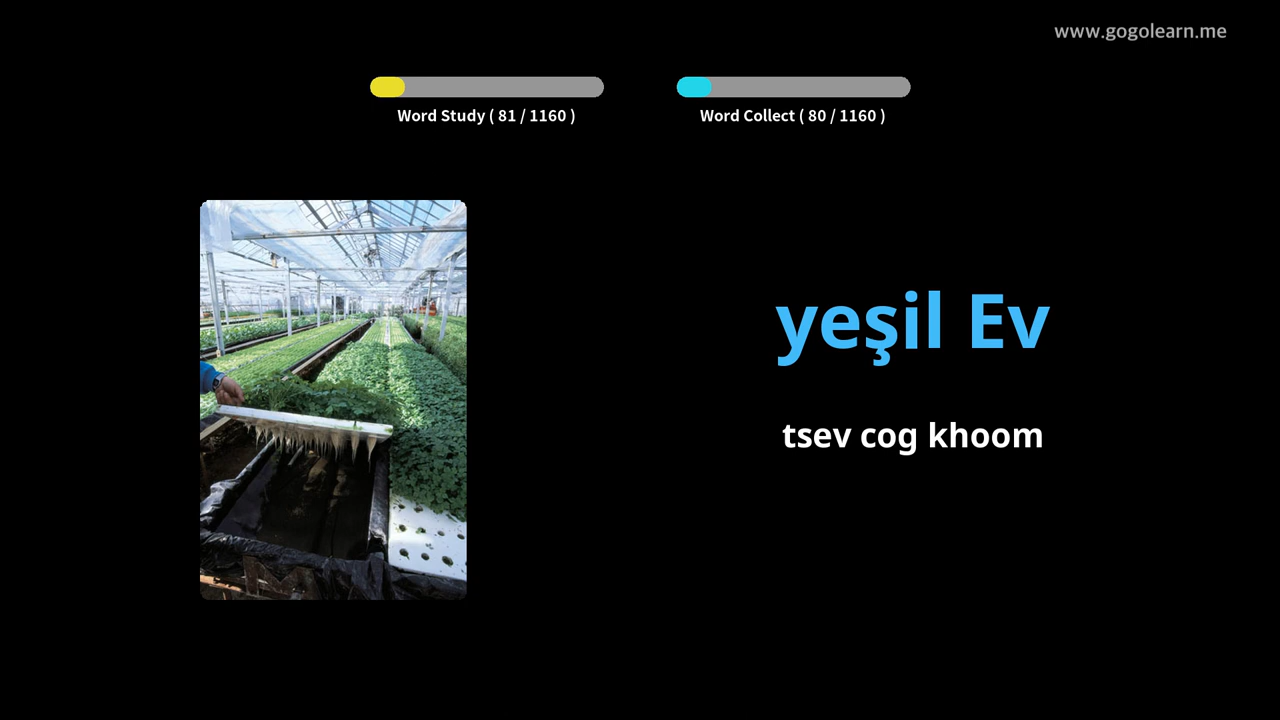 www.gogolearn.me
Word Study ( 81 / 1160 )
Word Collect ( 80 / 1160 )
yeşil Ev
tsev cog khoom